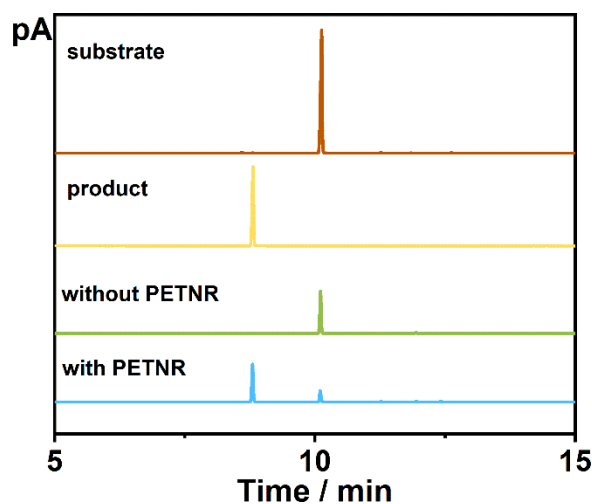 pA
substrate
product
without PETNR
with PETNR
5 10 15
Time / min